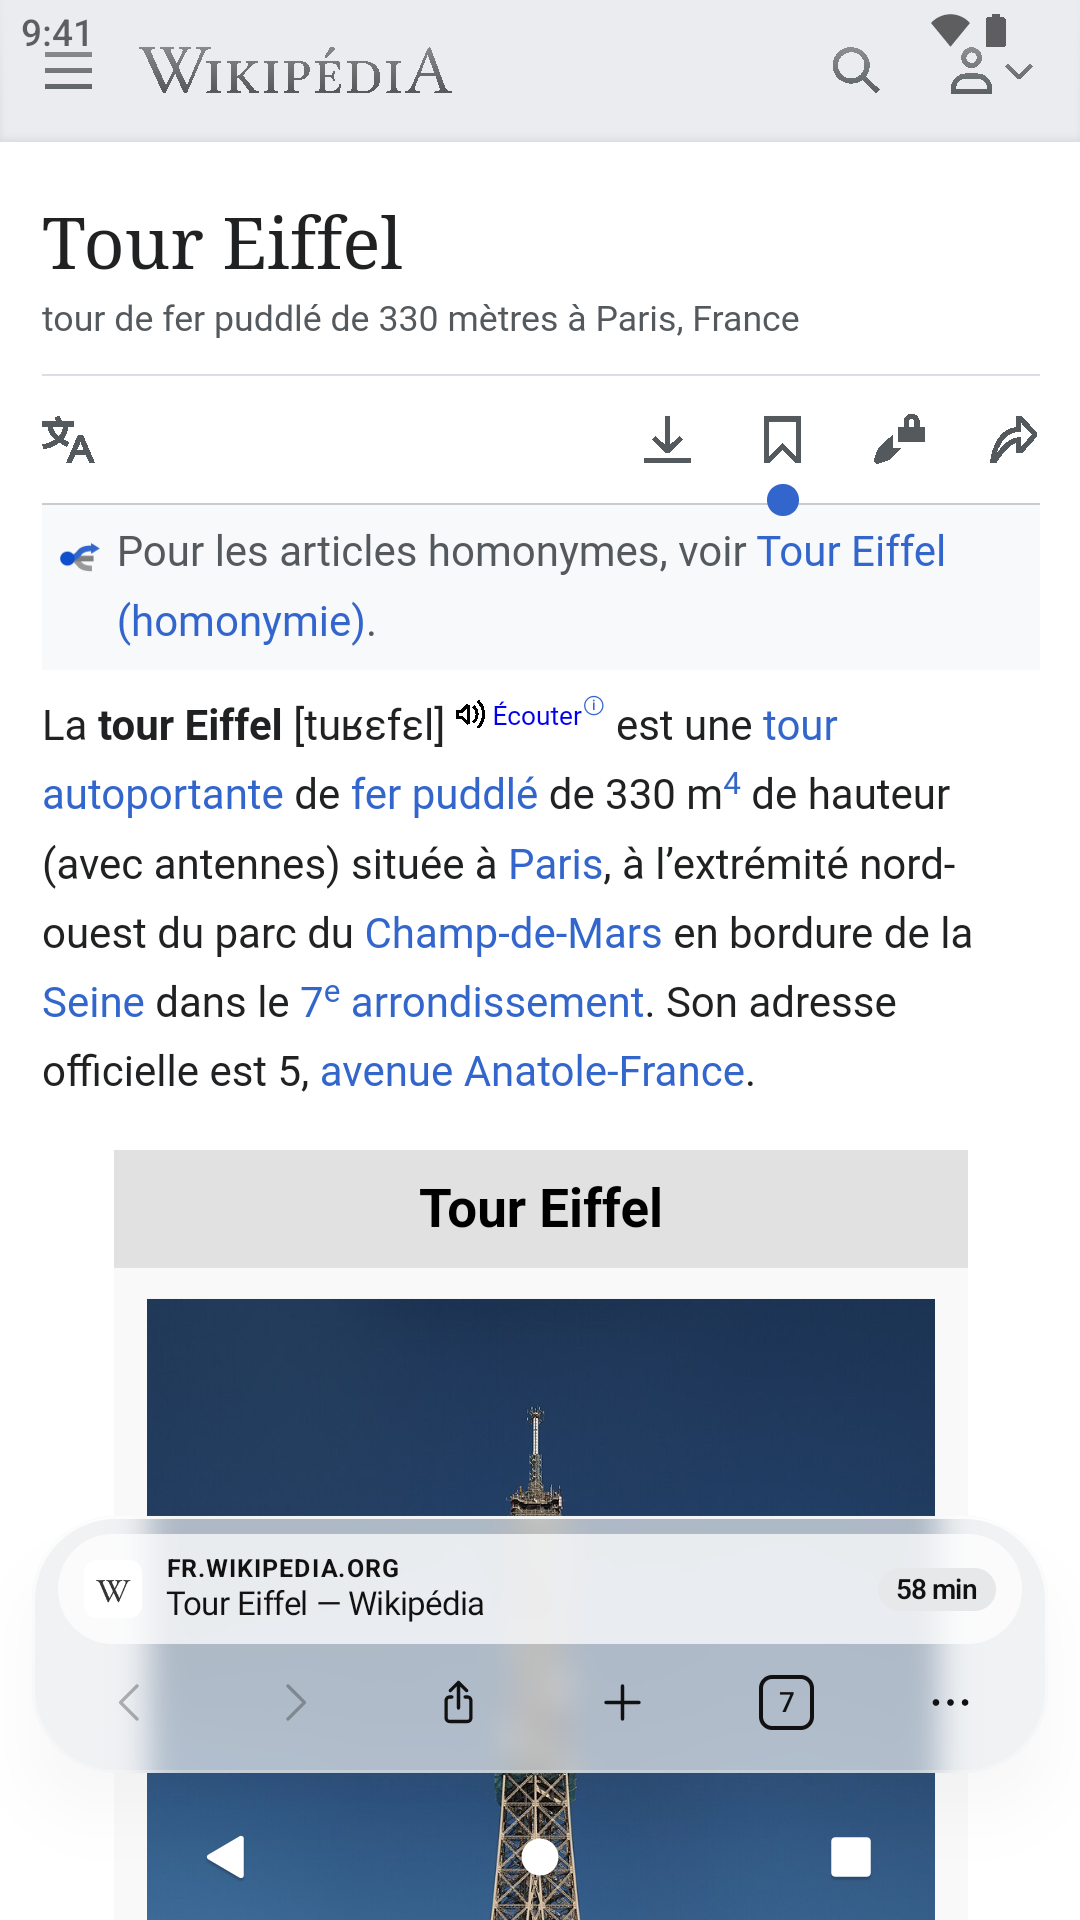 9:41
WIKIPÉDIA
Tour Eiffel
tour de fer puddlé de 330 mètres à Paris, France
Pour les articles homonymes, voir Tour Eiffel
(homonymie).
La tour Eiffel [tuʁɛfɛl] Écouterⓘ est une tour
autoportante de fer puddlé de 330 m⁴ de hauteur
(avec antennes) située à Paris, à l’extrémité nord-
ouest du parc du Champ-de-Mars en bordure de la
Seine dans le 7ᵉ arrondissement. Son adresse
officielle est 5, avenue Anatole-France.
Tour Eiffel
W
FR.WIKIPEDIA.ORG
Tour Eiffel — Wikipédia
58 min
7